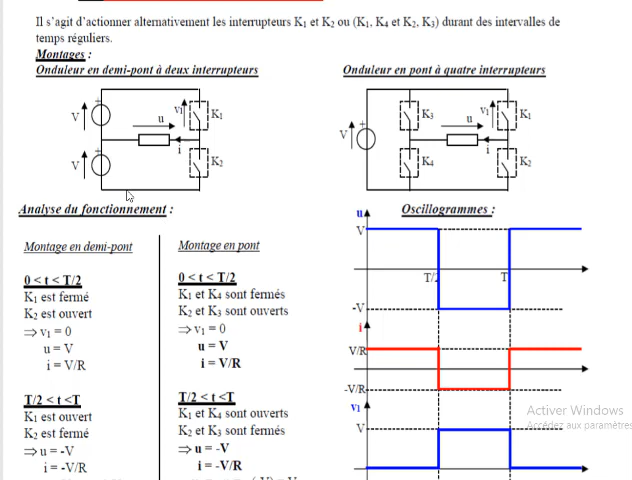 Il s'agit d'actionner alternativement les interrupteurs K1 et K2 ou (K1, K4 et K2, K3) durant des intervalles de
temps réguliers.
Montages :
Onduleur en demi-pont à deux interrupteurs
Onduleur en pont à quatre interrupteurs
V
v1
K1
u
i
V
K2
V
K3
v1
K1
u
i
K4
K2
Analyse du fonctionnement :
Montage en demi-pont
0 < t < T/2
K1 est fermé
K2 est ouvert
⇒ v1 = 0
u = V
i = V/R
T/2 < t <T
K1 est ouvert
K2 est fermé
⇒ u = -V
i = -V/R
Montage en pont
0 < t < T/2
K1 et K4 sont fermés
K2 et K3 sont ouverts
⇒ v1 = 0
u = V
i = V/R
T/2 < t <T
K1 et K4 sont ouverts
K2 et K3 sont fermés
⇒ u = -V
i = -V/R
Oscillogrammes :
u
V
T/2
T
-V
i
V/R
-V/R
v1
V
Activer Windows
Accédez aux paramètres